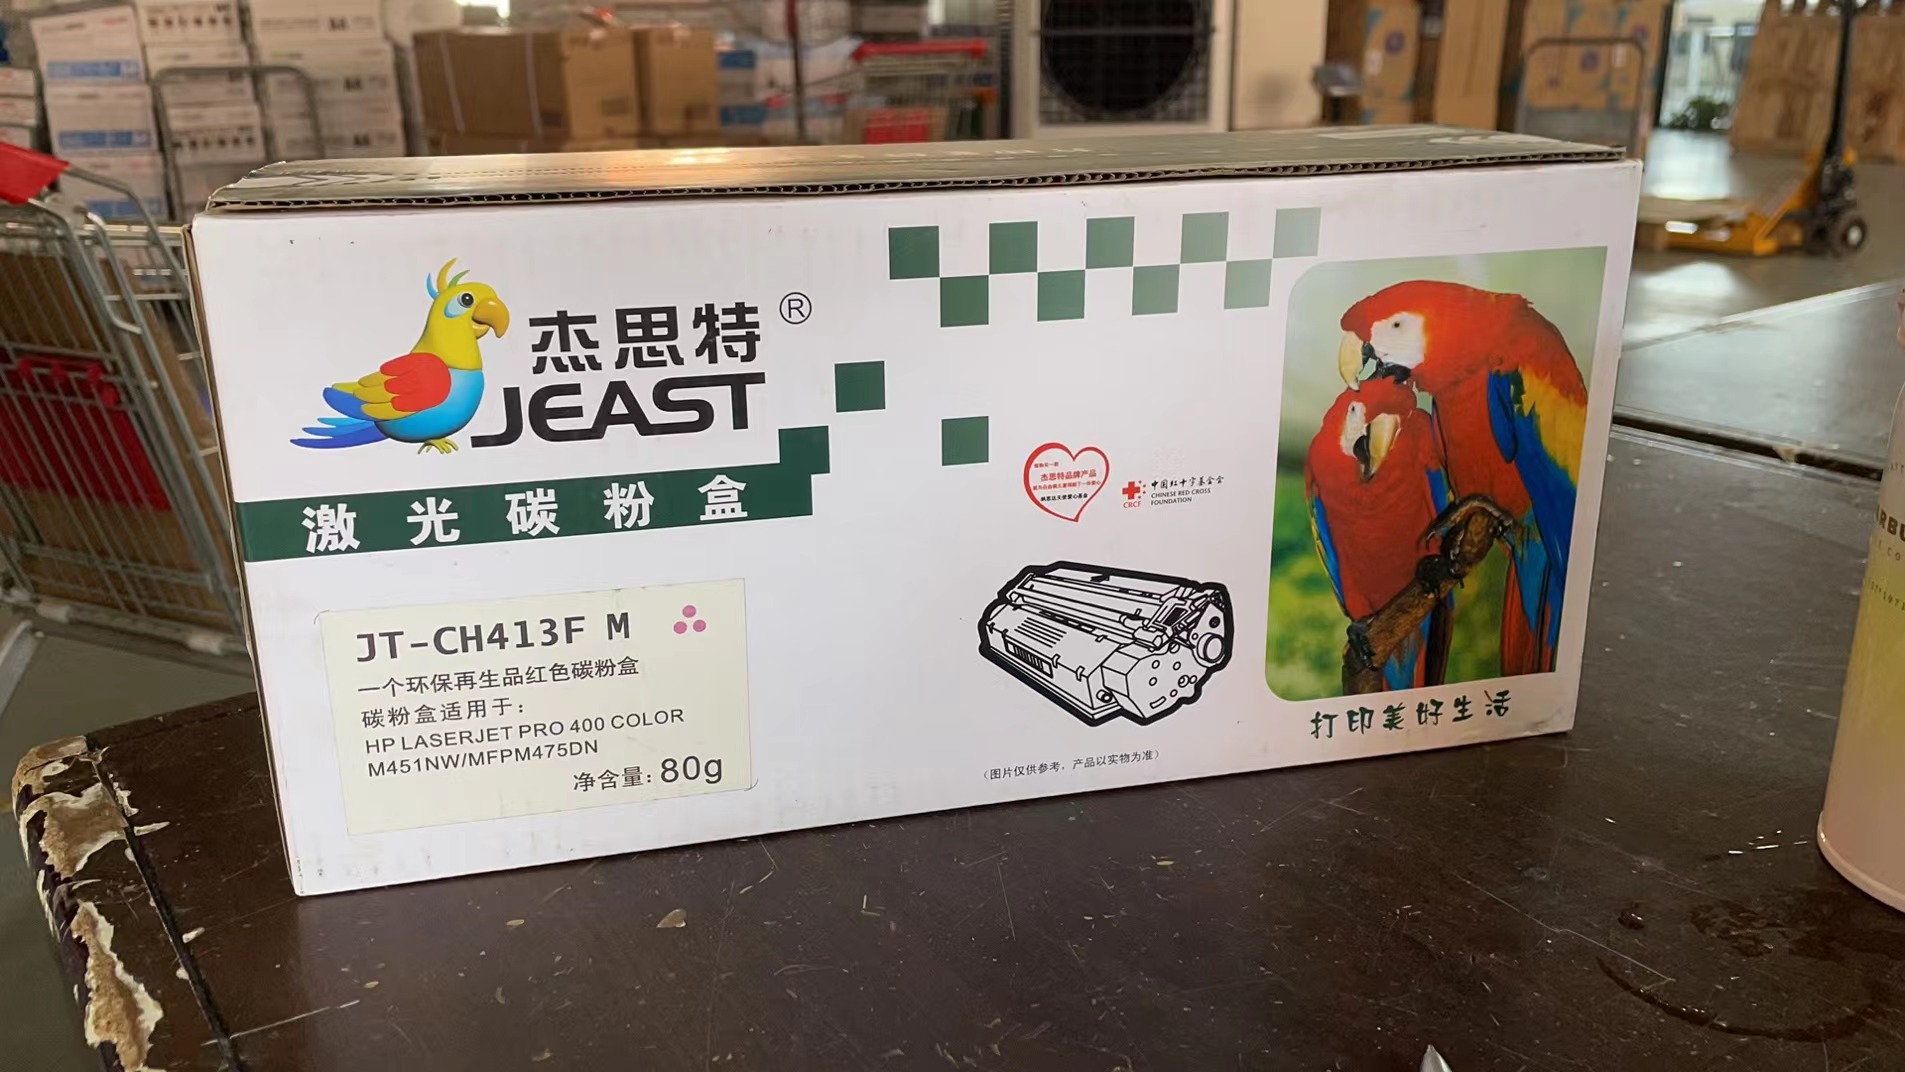 杰思特®
JEAST
激光碳粉盒
JT-CH413F M
一个环保再生品红色碳粉盒
碳粉盒适用于：
HP LASERJET PRO 400 COLOR
M451NW/MFPM475DN
净含量：80g
杰思特品牌产品
CRCF
中国红十字基金会
CHINESE RED CROSS
FOUNDATION
（图片仅供参考，产品以实物为准）
打印美好生活